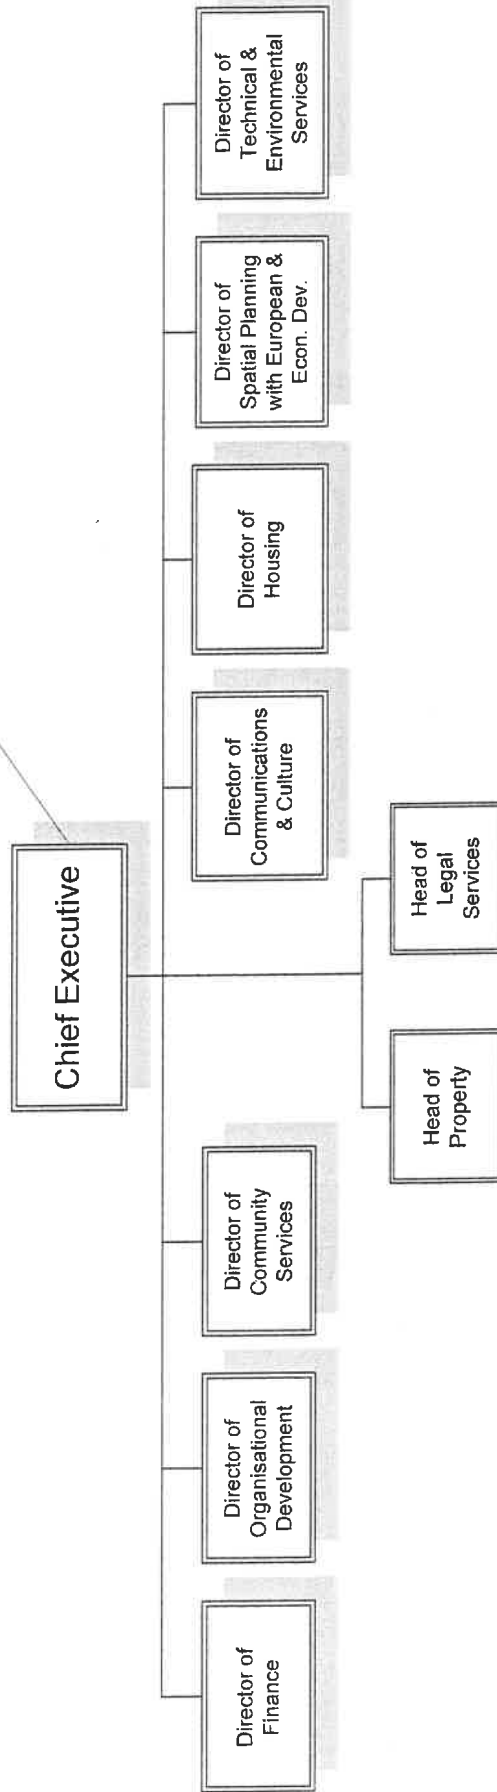 Chief Executive
Director of
Finance
Director of
Organisational
Development
Director of
Community
Services
Director of
Communications
& Culture
Director of
Housing
Director of
Spatial Planning
with European &
Econ. Dev.
Director of
Technical &
Environmental
Services
Head of
Property
Head of
Legal
Services